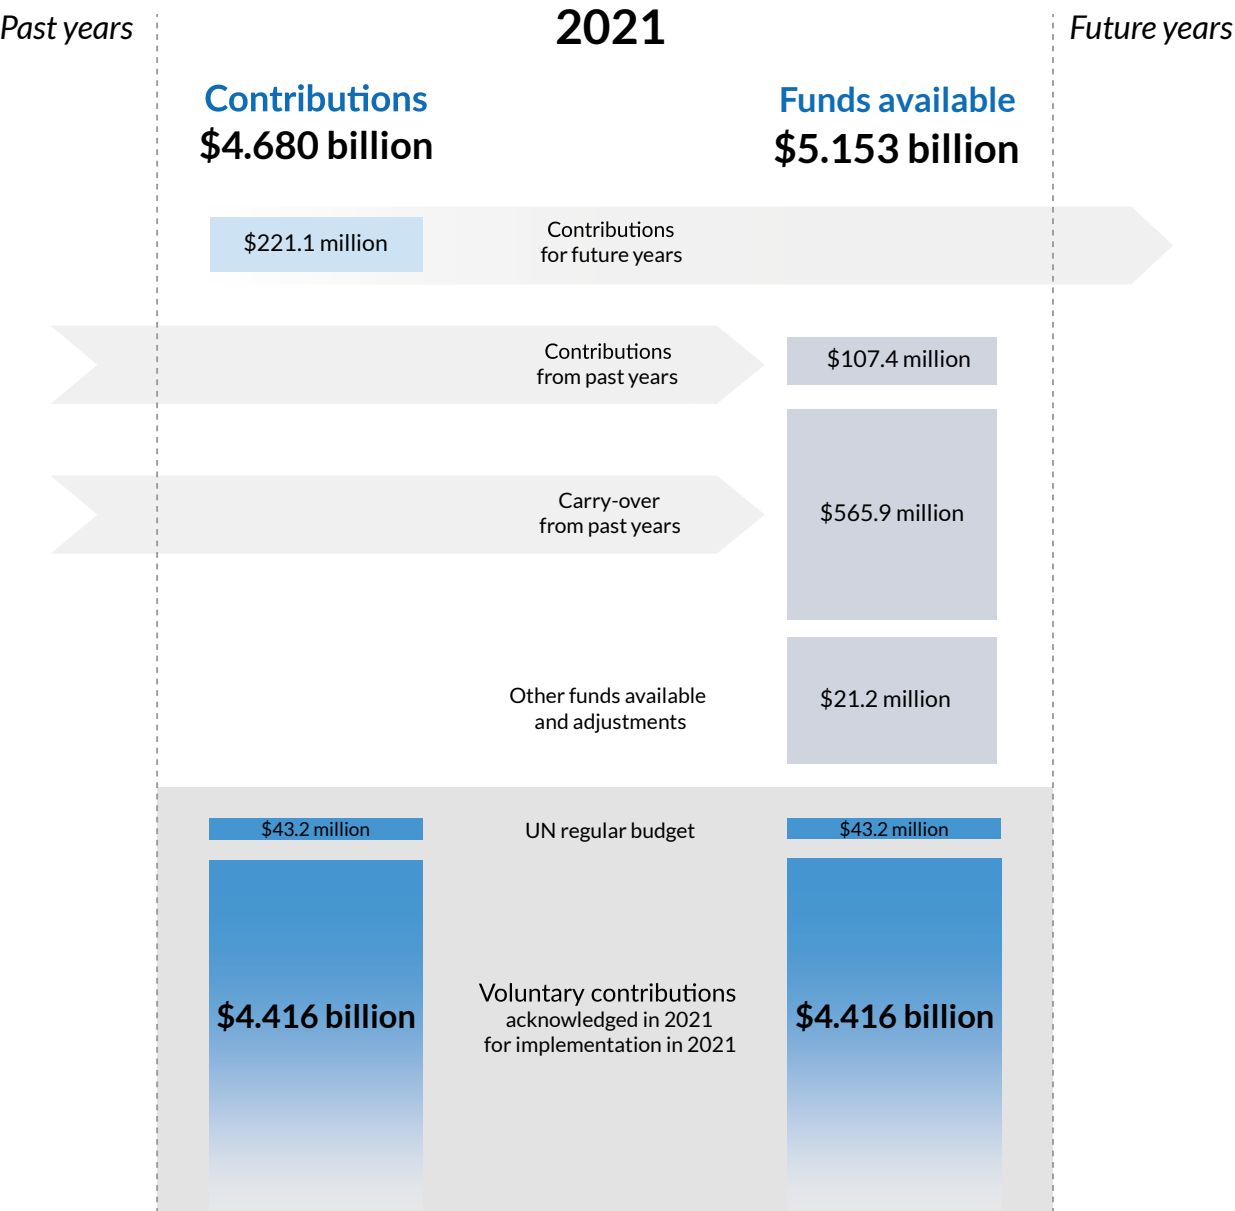 Past years
2021
Future years
Contributions
$4.680 billion
Funds available
$5.153 billion
$221.1 million
Contributions
for future years
Contributions
from past years
$107.4 million
Carry-over
from past years
$565.9 million
Other funds available
and adjustments
$21.2 million
$43.2 million
UN regular budget
$43.2 million
$4.416 billion
Voluntary contributions
acknowledged in 2021
for implementation in 2021
$4.416 billion